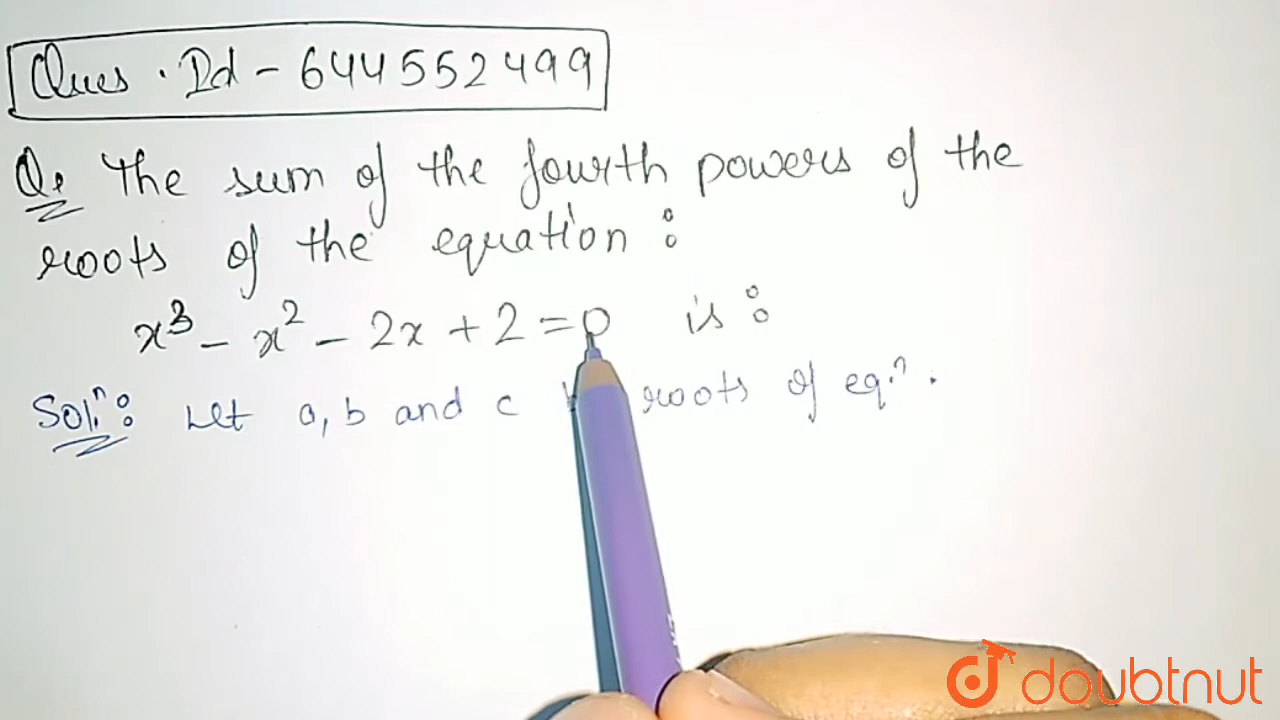 Ques. Id - 644552499
Q. The sum of the fourth powers of the
roots of the equation :
x³ - x² - 2x + 2 = 0 is :
Solⁿ: Let a, b and c roots of eq.ⁿ.
doubtnut